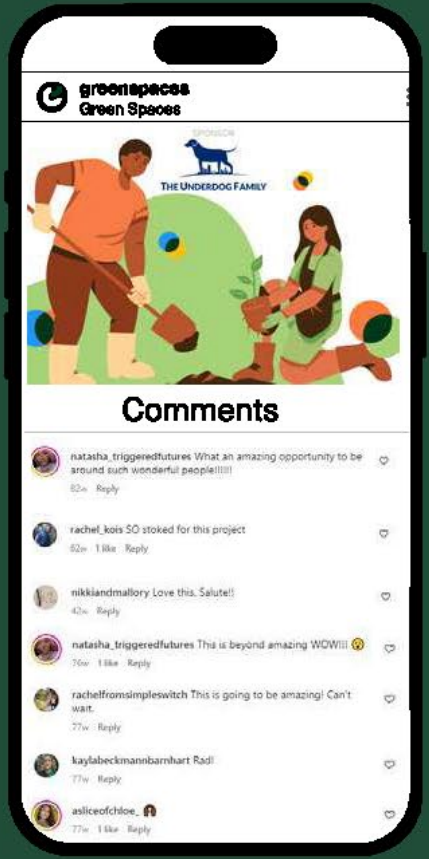 greenspaces
Green Spaces
SPONSOR
THE UNDERDOG FAMILY
Comments
natasha_triggeredfutures What an amazing opportunity to be
around such wonderful people!!!!!!
82w Reply
rachel_kois SO stoked for this project
62w 1 like Reply
nikkiandmallory Love this. Salute!!
42w Reply
natasha_triggeredfutures This is beyond amazing WOW!!! 😮
76w 1 like Reply
rachelfromsimpleswitch This is going to be amazing! Can't
wait.
77w Reply
kaylabeckmannbarnhart Rad!
77w Reply
asliceofchloe_
77w 1 like Reply